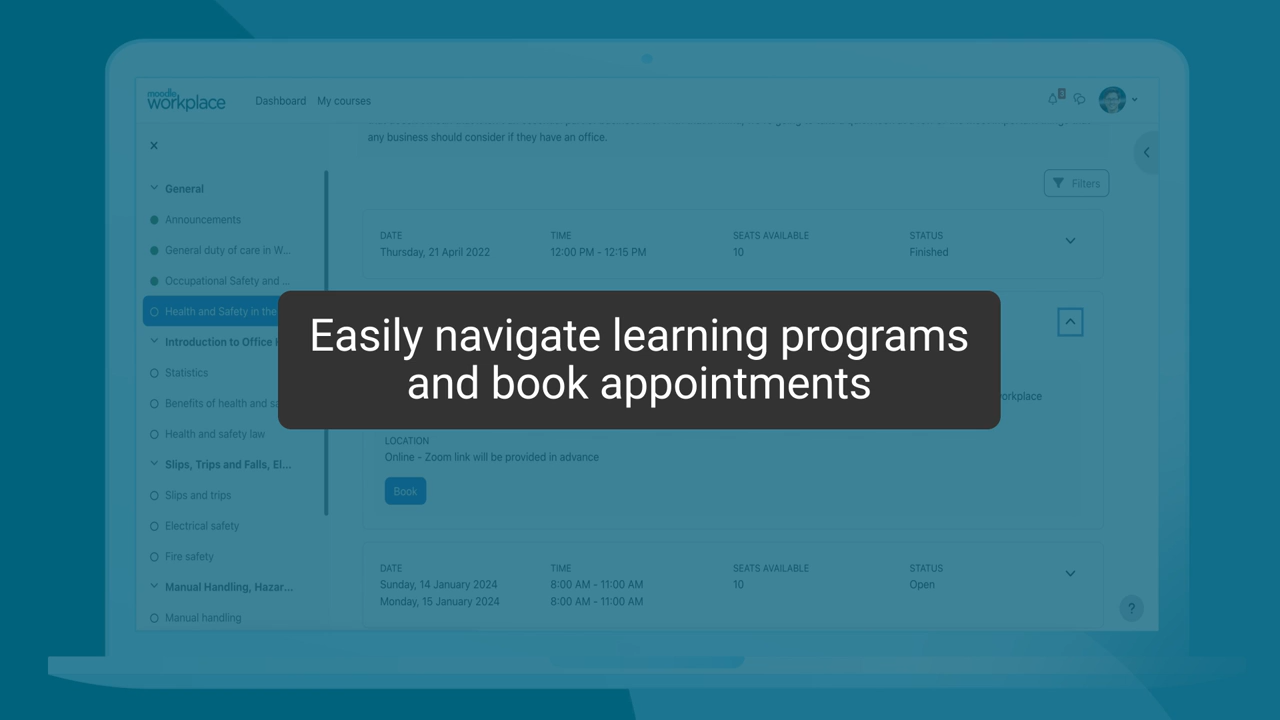 moodle
workplace
Dashboard
My courses
any business should consider if they have an office.
Filters
General
Announcements
General duty of care in W...
Occupational Safety and ...
Health and Safety in the
Introduction to Office
Statistics
Benefits of health and
Health and safety law
Slips, Trips and Falls, El...
Slips and trips
Electrical safety
Fire safety
Manual Handling, Hazar...
Manual handling
DATE
TIME
SEATS AVAILABLE
STATUS
Thursday, 21 April 2022
12:00 PM - 12:15 PM
10
Finished
Easily navigate learning programs
and book appointments
LOCATION
Online - Zoom link will be provided in advance
Book
DATE
TIME
SEATS AVAILABLE
STATUS
Sunday, 14 January 2024
8:00 AM - 11:00 AM
10
Open
Monday, 15 January 2024
8:00 AM - 11:00 AM
?